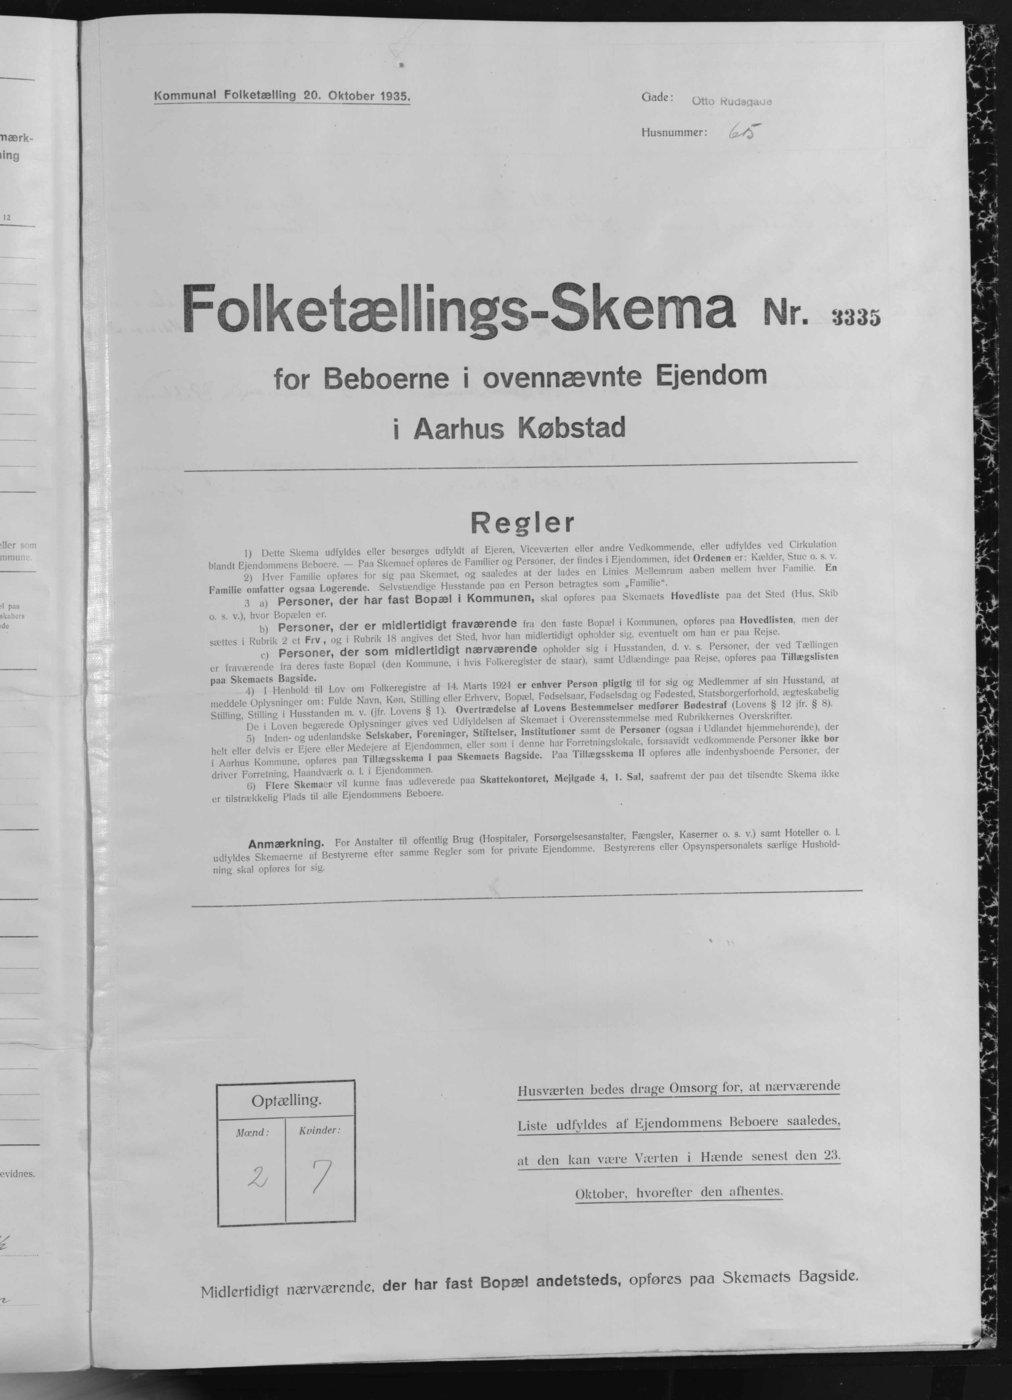 Kommunal Folketælling 20. Oktober 1935.
Gade: Otto Rudsgade
Husnummer: 65
Folketællings-Skema Nr. 3335
for Beboerne i ovennævnte Ejendom
i Aarhus Købstad
Regler
1) Dette Skema udfyldes eller besørges udfyldt af Ejeren, Viceværten eller andre Vedkommende, eller udfyldes ved Cirkulation
blandt Ejendommens Beboere. — Paa Skemaet opføres de Familier og Personer, der findes i Ejendommen, idet Ordenen er: Kælder, Stue o. s. v.
2) Hver Familie opføres for sig paa Skemaet, og saaledes at der lades en Linies Mellemrum aaben mellem hver Familie. En
Familie omfatter ogsaa Logerende. Selvstændige Husstande paa en Person betragtes som „Familie“.
3 a) Personer, der har fast Bopæl i Kommunen, skal opføres paa Skemaets Hovedliste paa det Sted (Hus, Skib
o. s. v.), hvor Bopælen er.
b) Personer, der er midlertidigt fraværende fra den faste Bopæl i Kommunen, opføres paa Hovedlisten, men der
sættes i Rubrik 2 et Frv, og i Rubrik 18 angives det Sted, hvor han midlertidigt opholder sig, eventuelt om han er paa Rejse.
c) Personer, der som midlertidigt nærværende opholder sig i Husstanden, d. v. s. Personer, der ved Tællingen
er fraværende fra deres faste Bopæl (den Kommune, i hvis Folkeregister de staar), samt Udlændinge paa Rejse, opføres paa Tillægslisten
paa Skemaets Bagside.
4) I Henhold til Lov om Folkeregistre af 14. Marts 1924 er enhver Person pligtig til for sig og Medlemmer af sin Husstand, at
meddele Oplysninger om: Fulde Navn, Køn, Stilling eller Erhverv, Bopæl, Fødselsaar, Fødselsdag og Fødested, Statsborgerforhold, ægteskabelig
Stilling, Stilling i Husstanden m. v. (jfr. Lovens § 1). Overtrædelse af Lovens Bestemmelser medfører Bødestraf (Lovens § 12 jfr. § 8).
De i Loven begærede Oplysninger gives ved Udfyldelsen af Skemaet i Overensstemmelse med Rubrikkernes Overskrifter.
5) Inden- og udenlandske Selskaber, Foreninger, Stiftelser, Institutioner samt de Personer (ogsaa i Udlandet hjemmehørende), der
helt eller delvis er Ejere eller Medejere af Ejendommen, eller som i denne har Forretningslokale, forsaavidt vedkommende Personer ikke bor
i Aarhus Kommune, opføres paa Tillægsskema I paa Skemaets Bagside. Paa Tillægsskema II opføres alle indenbyshoende Personer, der
driver Forretning, Haandværk o. l. i Ejendommen.
6) Flere Skemaer vil kunne faas udleverede paa Skattekontoret, Mejlgade 4, 1. Sal, saafremt der paa det tilsendte Skema ikke
er tilstrækkelig Plads til alle Ejendommens Beboere.
Anmærkning. For Anstalter til offentlig Brug (Hospitaler, Forsørgelsesanstalter, Fængsler, Kaserner o. s. v.) samt Hoteller o. l.
udfyldes Skemaerne af Bestyrerne efter samme Regler som for private Ejendomme. Bestyrerens eller Opsynspersonalets særlige Hushold-
ning skal opføres for sig.
Optælling.
Mænd: Kvinder:
2 7
Husværten bedes drage Omsorg for, at nærværende
Liste udfyldes af Ejendommens Beboere saaledes,
at den kan være Værten i Hænde senest den 23.
Oktober, hvorefter den afhentes.
Midlertidigt nærværende, der har fast Bopæl andetsteds, opføres paa Skemaets Bagside.